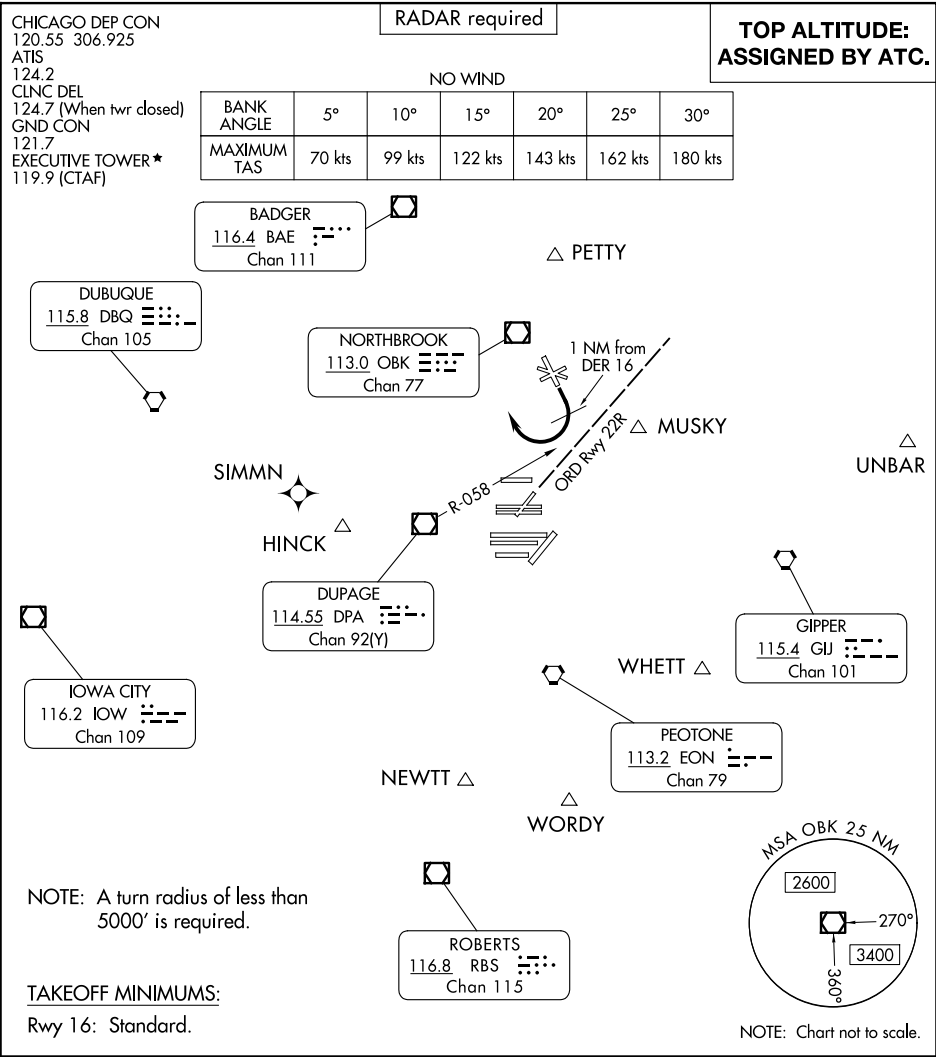 CHICAGO DEP CON
120.55 306.925
ATIS
124.2
CLNC DEL
124.7 (When twr closed)
GND CON
121.7
EXECUTIVE TOWER★
119.9 (CTAF)
RADAR required
TOP ALTITUDE:
ASSIGNED BY ATC.
NO WIND
BANK ANGLE 5° 10° 15° 20° 25° 30°
MAXIMUM TAS 70 kts 99 kts 122 kts 143 kts 162 kts 180 kts
BADGER
116.4 BAE
Chan 111
PETTY
DUBUQUE
115.8 DBQ
Chan 105
NORTHBROOK
113.0 OBK
Chan 77
1 NM from
DER 16
ORD Rwy 22R
MUSKY
UNBAR
SIMMN
R-058
HINCK
DUPAGE
114.55 DPA
Chan 92(Y)
GIPPER
115.4 GIJ
Chan 101
WHETT
IOWA CITY
116.2 IOW
Chan 109
PEOTONE
113.2 EON
Chan 79
NEWTT
WORDY
MSA OBK 25 NM
2600
270°
3400
360°
NOTE: A turn radius of less than
5000' is required.
ROBERTS
116.8 RBS
Chan 115
TAKEOFF MINIMUMS:
Rwy 16: Standard.
NOTE: Chart not to scale.